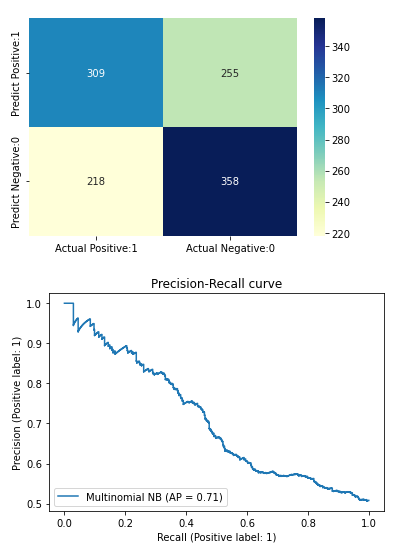 Predict Positive:1
309
255
Predict Negative:0
218
358
Actual Positive:1
Actual Negative:0
340
320
300
280
260
240
220
Precision-Recall curve
Precision (Positive label: 1)
1.0
0.9
0.8
0.7
0.6
0.5
Multinomial NB (AP = 0.71)
0.0
0.2
0.4
0.6
0.8
1.0
Recall (Positive label: 1)